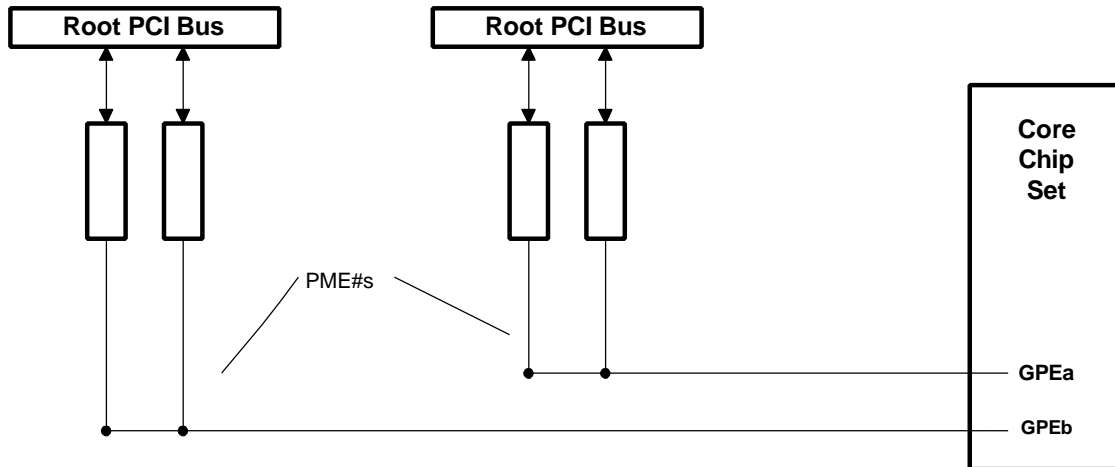 Root PCI Bus
Root PCI Bus
Core
Chip
Set
PME#s
GPEa
GPEb